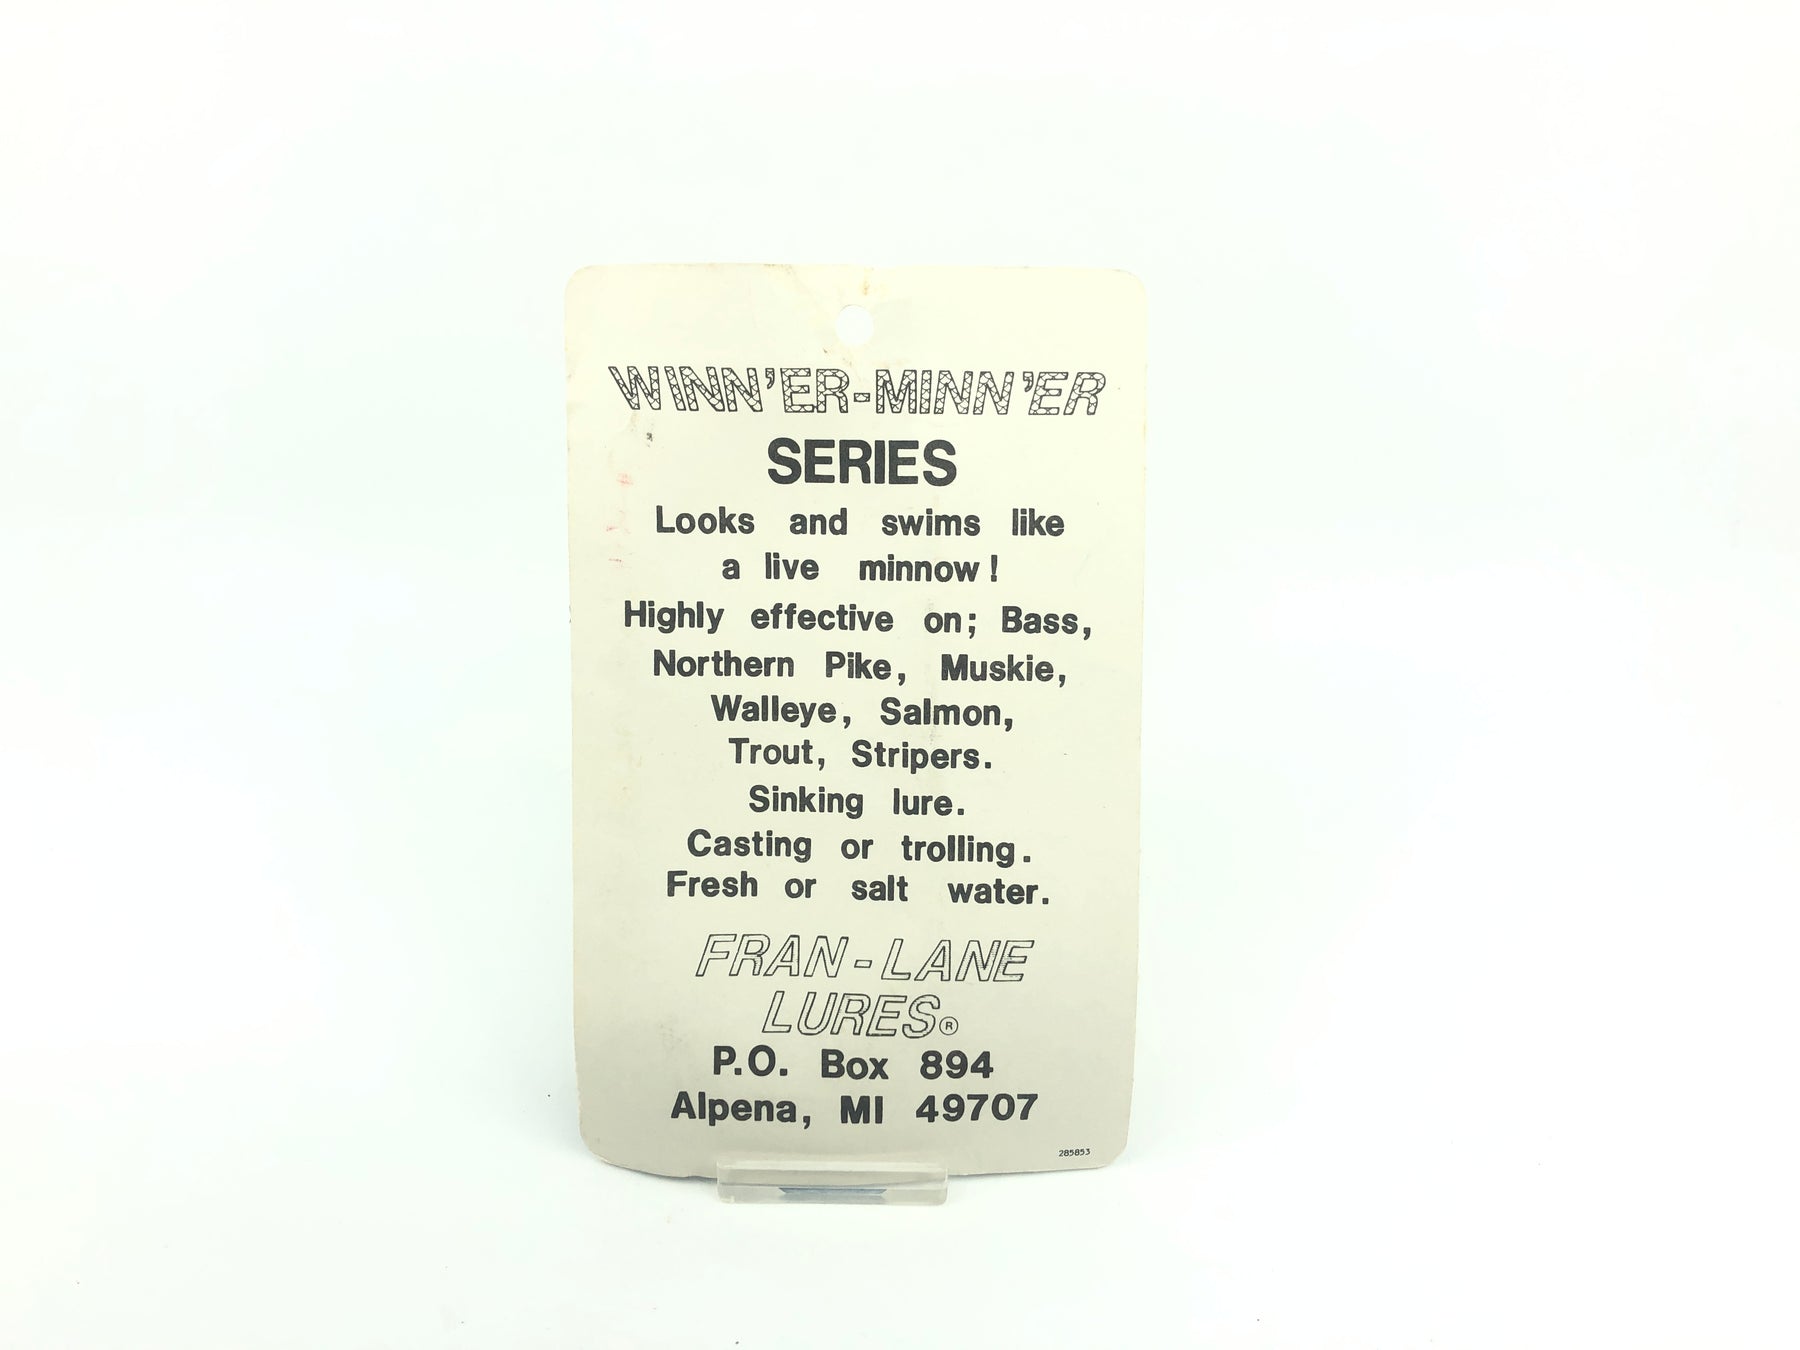 WINN'ER-MINN'ER
SERIES
Looks and swims like
a live minnow!
Highly effective on; Bass,
Northern Pike, Muskie,
Walleye, Salmon,
Trout, Stripers.
Sinking lure.
Casting or trolling.
Fresh or salt water.
FRAN-LANE
LURES®
P.O. Box 894
Alpena, MI 49707
285853